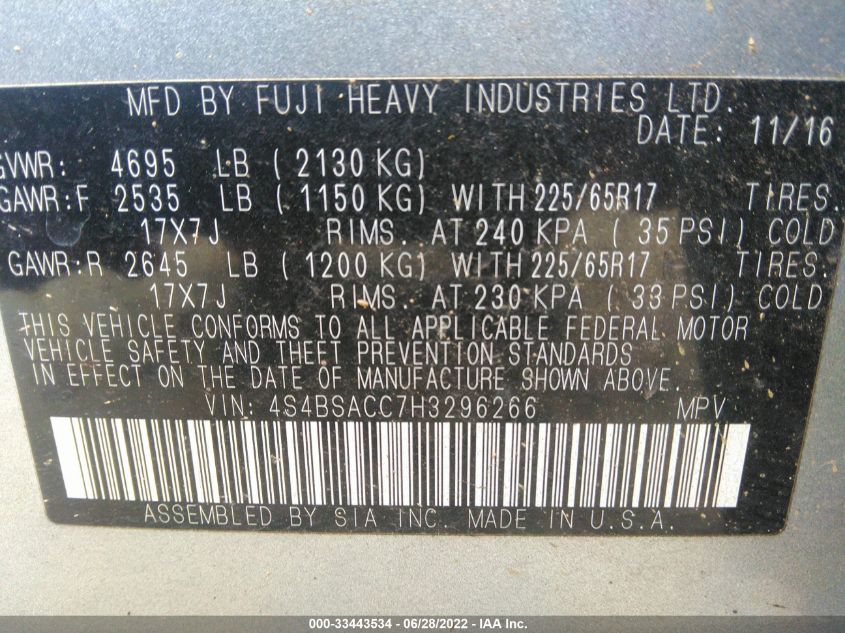 MFD BY FUJI HEAVY INDUSTRIES LTD.
DATE: 11/16
GVWR: 4695 LB ( 2130 KG)
GAWR:F 2535 LB ( 1150 KG) WITH 225/65R17 TIRES.
17X7J RIMS. AT 240 KPA ( 35 PSI) COLD
GAWR:R 2645 LB ( 1200 KG) WITH 225/65R17 TIRES.
17X7J RIMS. AT 230 KPA ( 33 PSI) COLD
THIS VEHICLE CONFORMS TO ALL APPLICABLE FEDERAL MOTOR
VEHICLE SAFETY AND THEFT PREVENTION STANDARDS
IN EFFECT ON THE DATE OF MANUFACTURE SHOWN ABOVE.
VIN: 4S4BSACC7H3296266 MPV
ASSEMBLED BY SIA INC. MADE IN U.S.A.
000-33443534 - 06/28/2022 - IAA Inc.